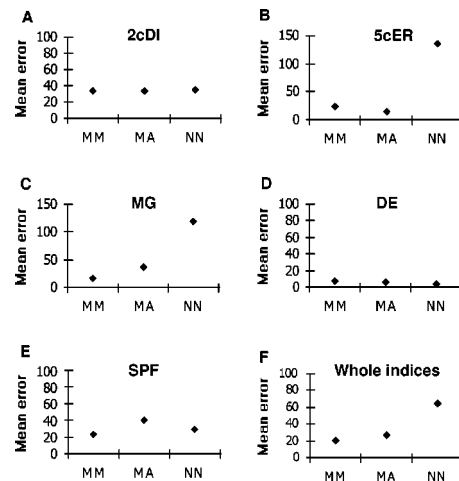 A
2cDI
Mean error
100
80
60
40
20
0
MM MA NN
B
5cER
Mean error
150
100
50
0
MM MA NN
C
MG
Mean error
150
100
50
0
MM MA NN
D
DE
Mean error
100
80
60
40
20
0
MM MA NN
E
SPF
Mean error
100
80
60
40
20
0
MM MA NN
F
Whole indices
Mean error
100
80
60
40
20
0
MM MA NN